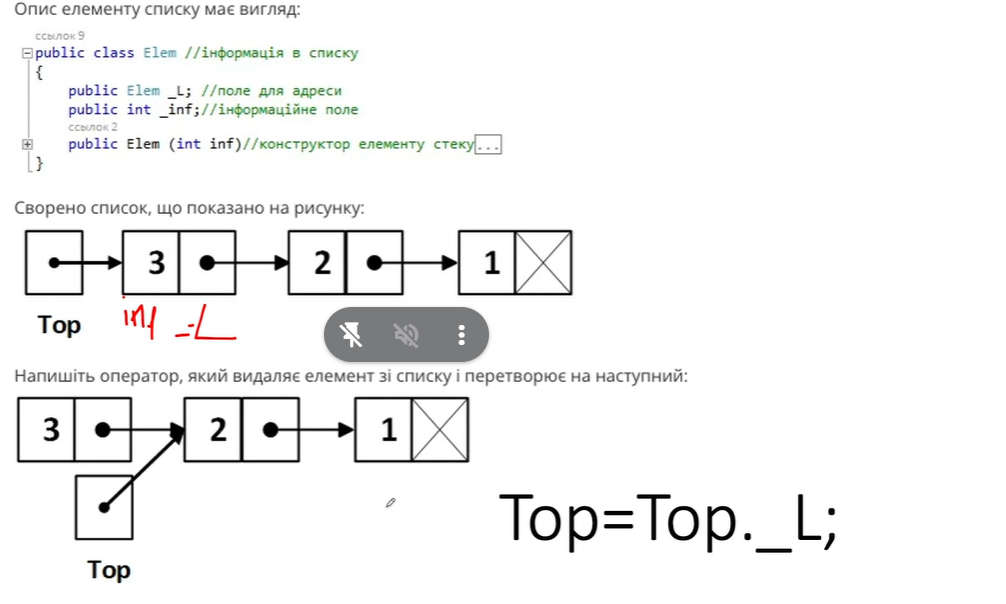 Опис елементу списку має вигляд:
ссылок 9
public class Elem //інформація в списку
{
public Elem _L; //поле для адреси
public int _inf;//інформаційне поле
ссылок 2
public Elem (int inf)//конструктор елементу стеку...
}
Сворено список, що показано на рисунку:
3 2 1
Top inf _L
Напишіть оператор, який видаляє елемент зі списку і перетворює на наступний:
3 2 1
Top=Top._L;
Top